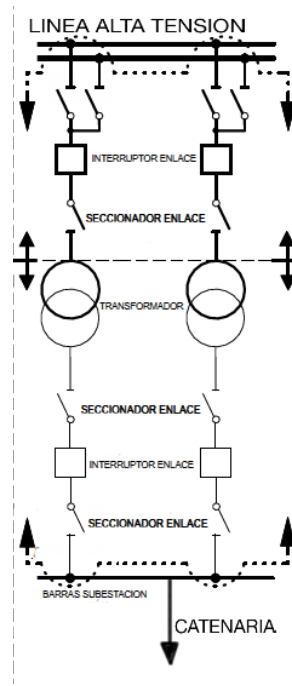 LINEA ALTA TENSION
INTERRUPTOR ENLACE
SECCIONADOR ENLACE
TRANSFORMADOR
SECCIONADOR ENLACE
INTERRUPTOR ENLACE
SECCIONADOR ENLACE
BARRAS SUBESTACION
CATENARIA